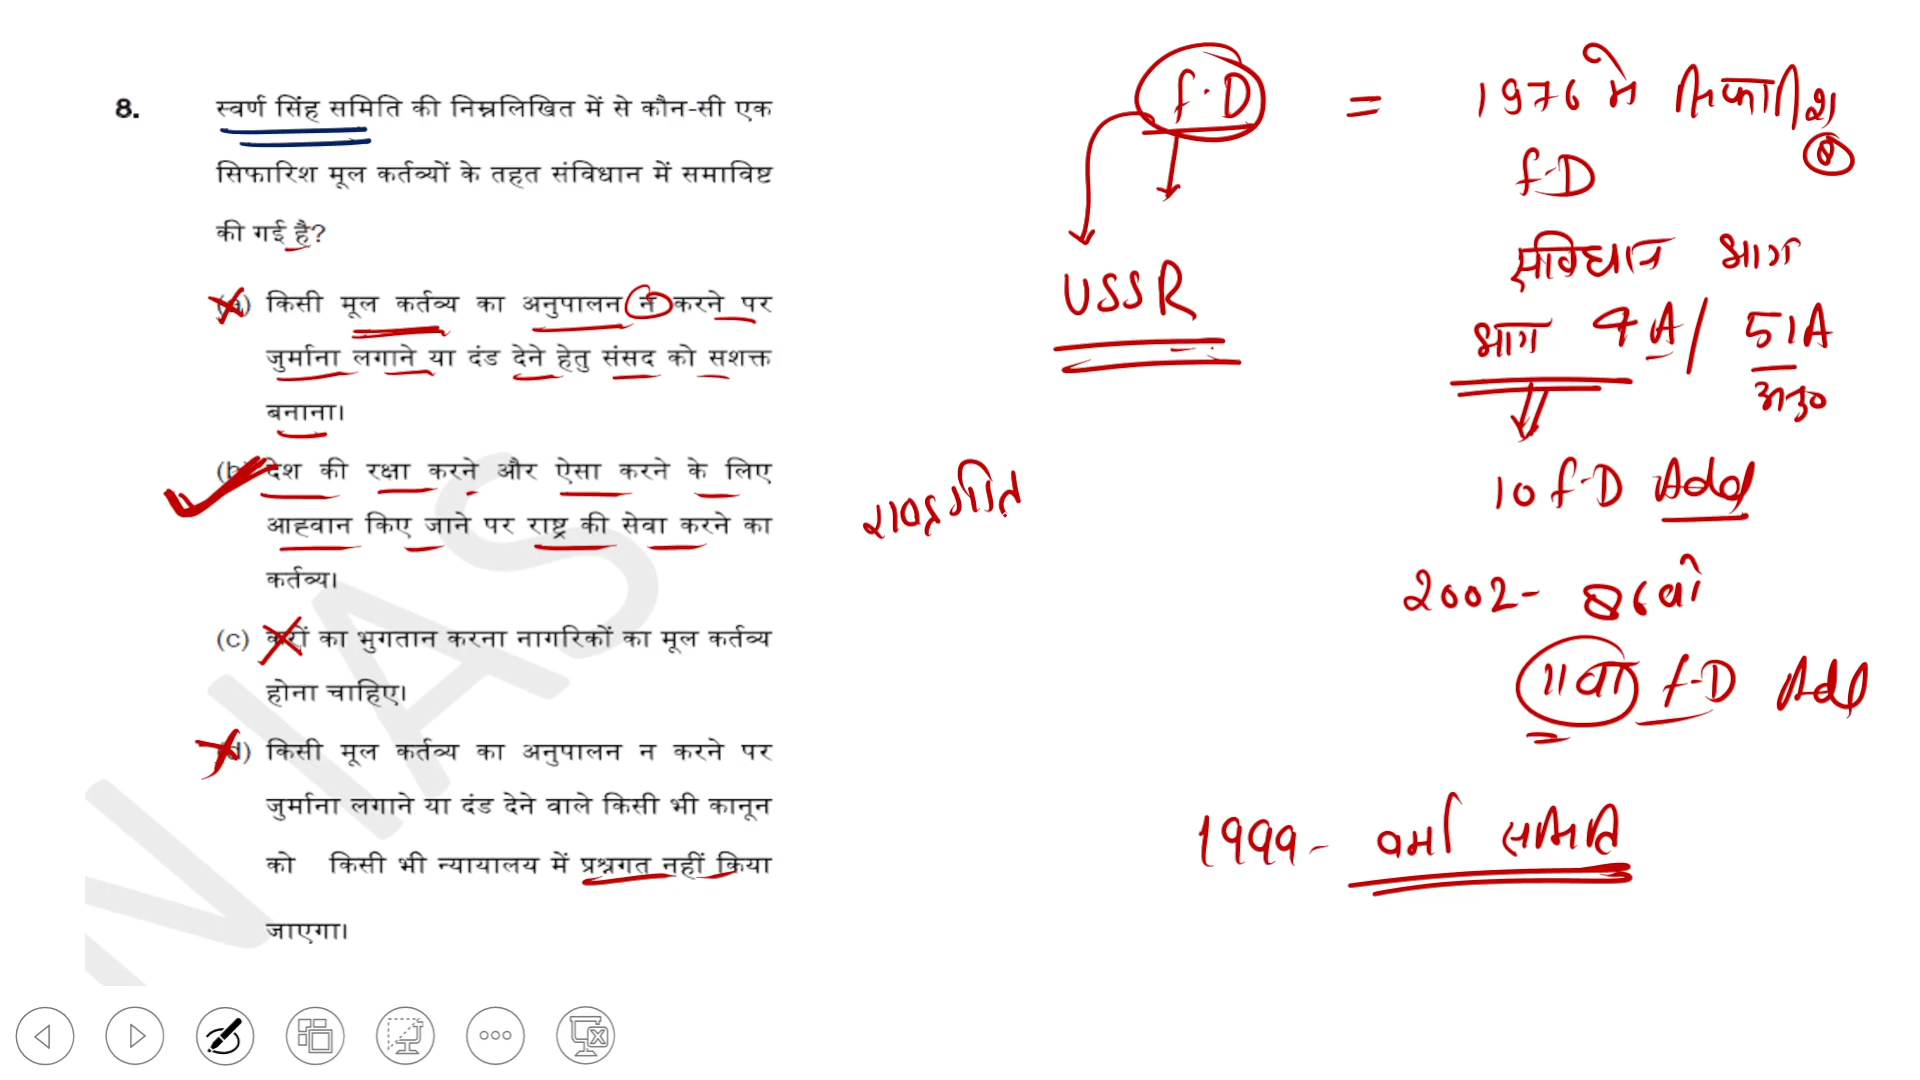 8. स्वर्ण सिंह समिति की निम्नलिखित में से कौन-सी एक
सिफारिश मूल कर्तव्यों के तहत संविधान में समाविष्ट
की गई है?
(a) किसी मूल कर्तव्य का अनुपालन न करने पर
जुर्माना लगाने या दंड देने हेतु संसद को सशक्त
बनाना।
(b) देश की रक्षा करने और ऐसा करने के लिए
आह्वान किए जाने पर राष्ट्र की सेवा करने का
कर्तव्य।
(c) करों का भुगतान करना नागरिकों का मूल कर्तव्य
होना चाहिए।
(d) किसी मूल कर्तव्य का अनुपालन न करने पर
जुर्माना लगाने या दंड देने वाले किसी भी कानून
को किसी भी न्यायालय में प्रश्नगत नहीं किया
जाएगा।
f.D = 1976 मे सिफारिश
8
f.D
USSR
संविधान भाग
भाग 4A/ 51A
अनु०
10 f.D Add
2002- 86वां
11वा f.D Add
1999- वर्मा समिति
N IAS